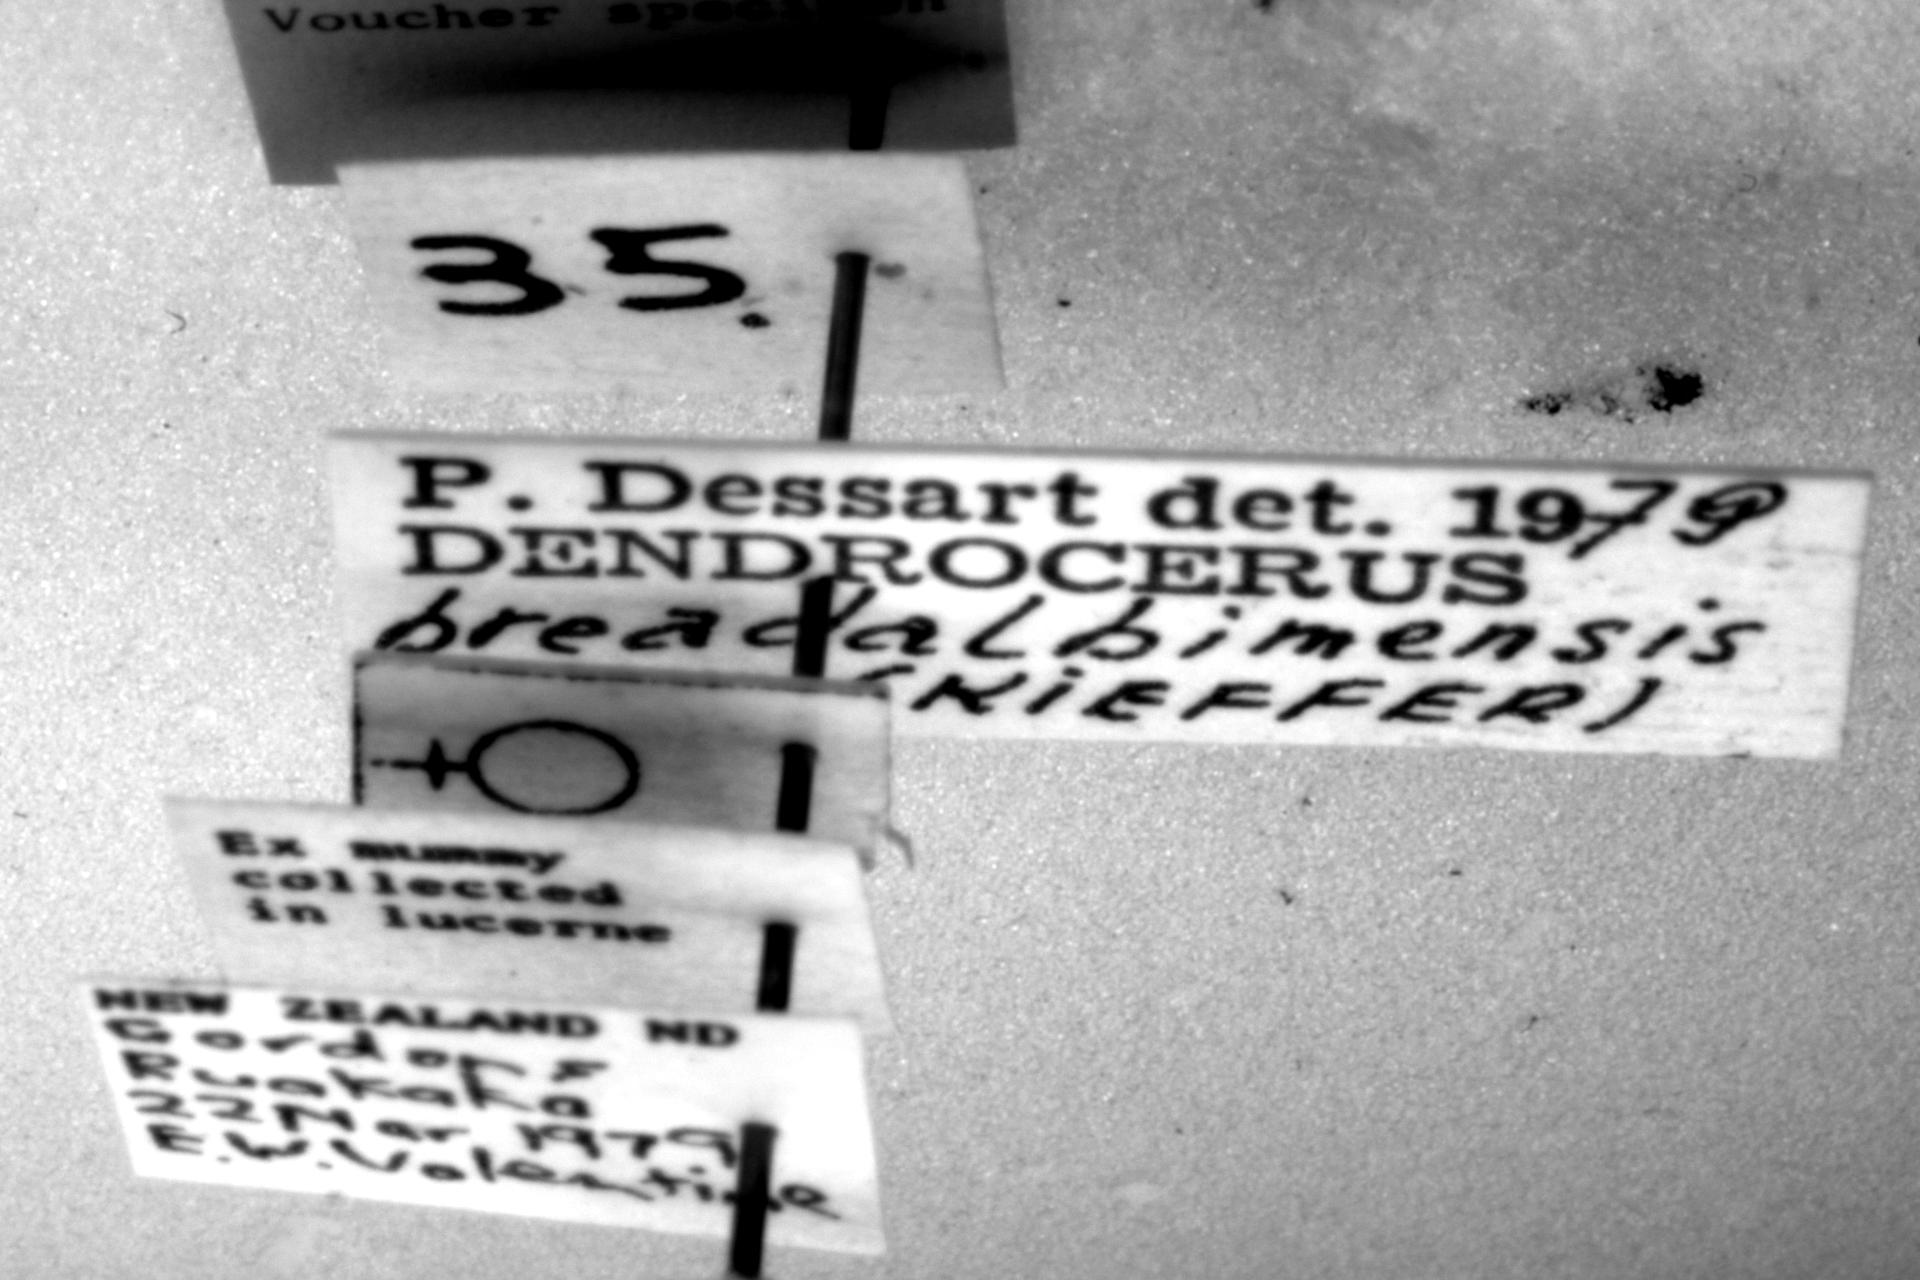 Voucher specimen
35.
P. Dessart det. 1979
DENDROCERUS
breadalbimensis
(KiEFFER)
Ex mummy
collected
in lucerne
NEW ZEALAND ND
Gordon F
Ruakaka
22 Mar 1979
E.W.Valentine